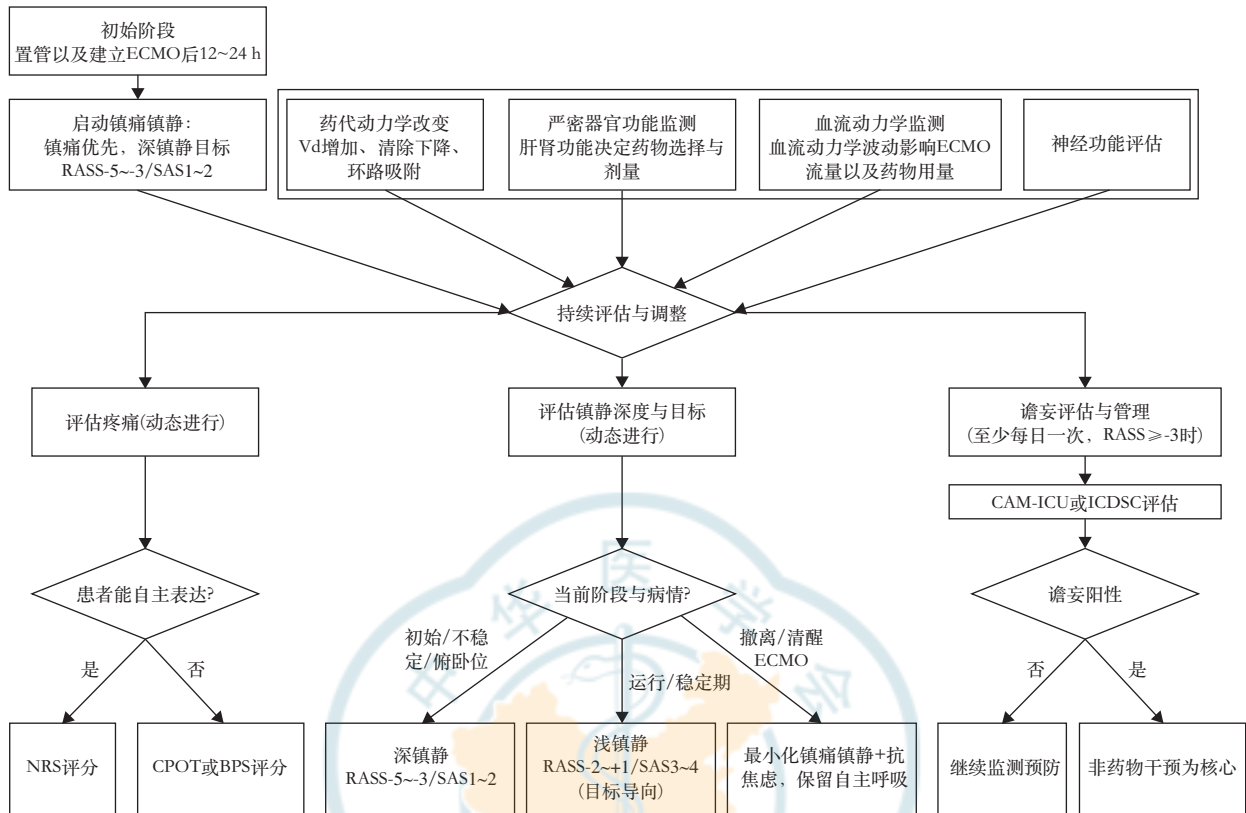 初始阶段
置管以及建立ECMO后12~24 h
启动镇痛镇静：
镇痛优先，深镇静目标
RASS-5~-3/SAS1~2
药代动力学改变
Vd增加、清除下降、
环路吸附
严密器官功能监测
肝肾功能决定药物选择与
剂量
血流动力学监测
血流动力学波动影响ECMO
流量以及药物用量
神经功能评估
持续评估与调整
评估疼痛(动态进行)
评估镇静深度与目标
(动态进行)
谵妄评估与管理
(至少每日一次，RASS≥-3时)
CAM-ICU或ICDSC评估
患者能自主表达?
当前阶段与病情?
谵妄阳性
是
否
初始/不稳
定/俯卧位
运行/稳定期
撤离/清醒
ECMO
否
是
NRS评分
CPOT或BPS评分
深镇静
RASS-5~-3/SAS1~2
浅镇静
RASS-2~+1/SAS3~4
(目标导向)
最小化镇痛镇静+抗
焦虑，保留自主呼吸
继续监测预防
非药物干预为核心
中华医学会